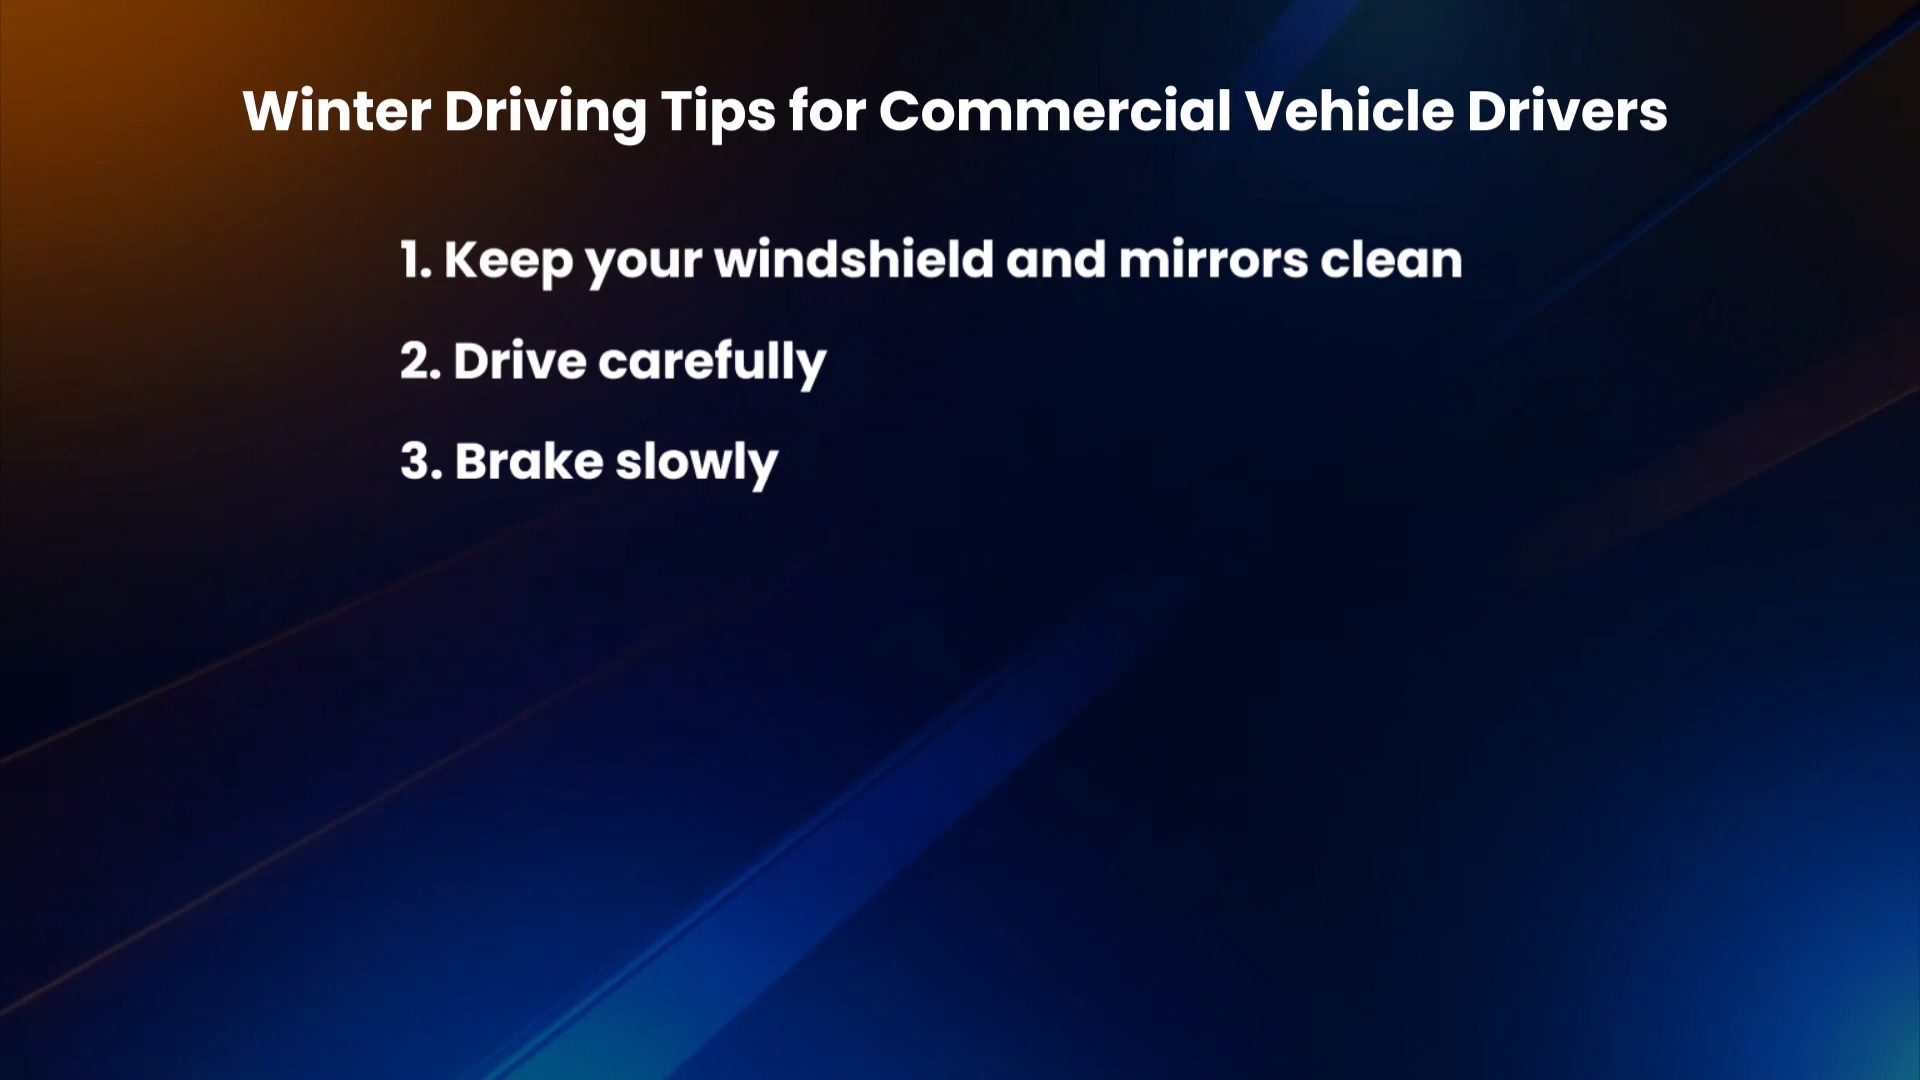 Winter Driving Tips for Commercial Vehicle Drivers
1. Keep your windshield and mirrors clean
2. Drive carefully
3. Brake slowly